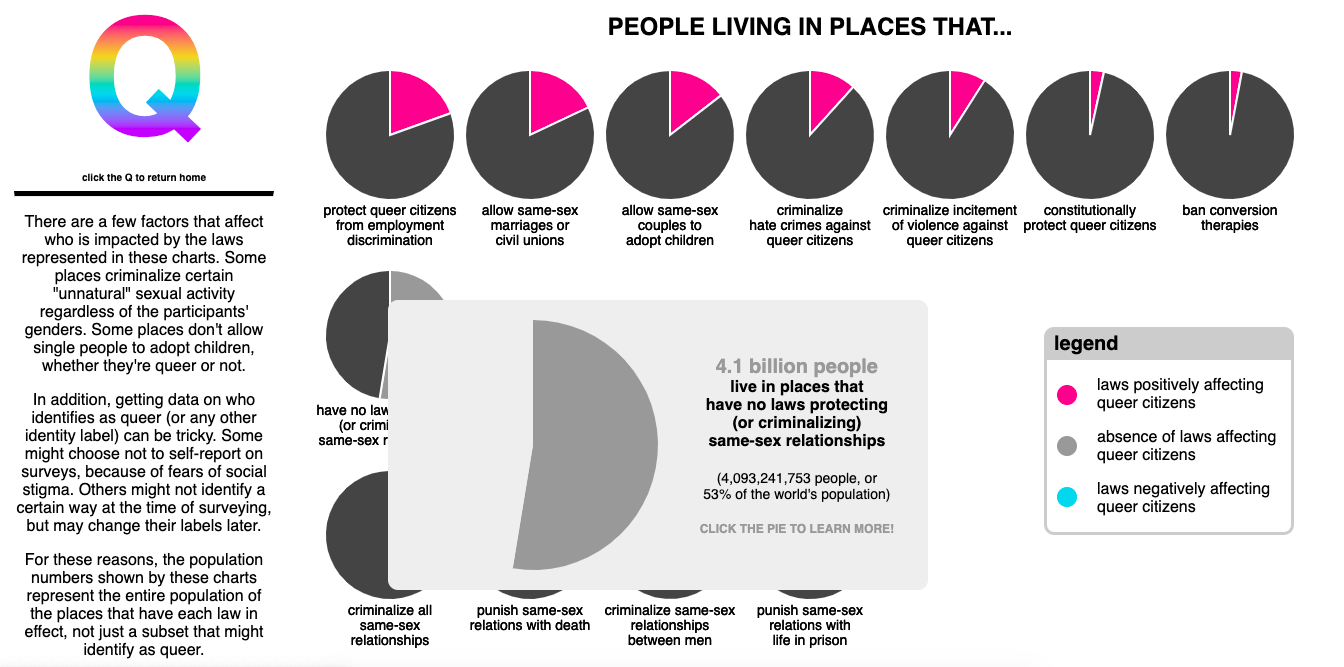 Q
click the Q to return home
There are a few factors that affect
who is impacted by the laws
represented in these charts. Some
places criminalize certain
"unnatural" sexual activity
regardless of the participants'
genders. Some places don't allow
single people to adopt children,
whether they're queer or not.
In addition, getting data on who
identifies as queer (or any other
identity label) can be tricky. Some
might choose not to self-report on
surveys, because of fears of social
stigma. Others might not identify a
certain way at the time of surveying,
but may change their labels later.
For these reasons, the population
numbers shown by these charts
represent the entire population of
the places that have each law in
effect, not just a subset that might
identify as queer.
PEOPLE LIVING IN PLACES THAT...
protect queer citizens
from employment
discrimination
allow same-sex
marriages or
civil unions
allow same-sex
couples to
adopt children
criminalize
hate crimes against
queer citizens
criminalize incitement
of violence against
queer citizens
constitutionally
protect queer citizens
ban conversion
therapies
have no law
(or crimi
same-sex r
4.1 billion people
live in places that
have no laws protecting
(or criminalizing)
same-sex relationships
(4,093,241,753 people, or
53% of the world's population)
CLICK THE PIE TO LEARN MORE!
legend
laws positively affecting
queer citizens
absence of laws affecting
queer citizens
laws negatively affecting
queer citizens
criminalize all
same-sex
relationships
punish same-sex
relations with death
criminalize same-sex
relationships
between men
punish same-sex
relations with
life in prison